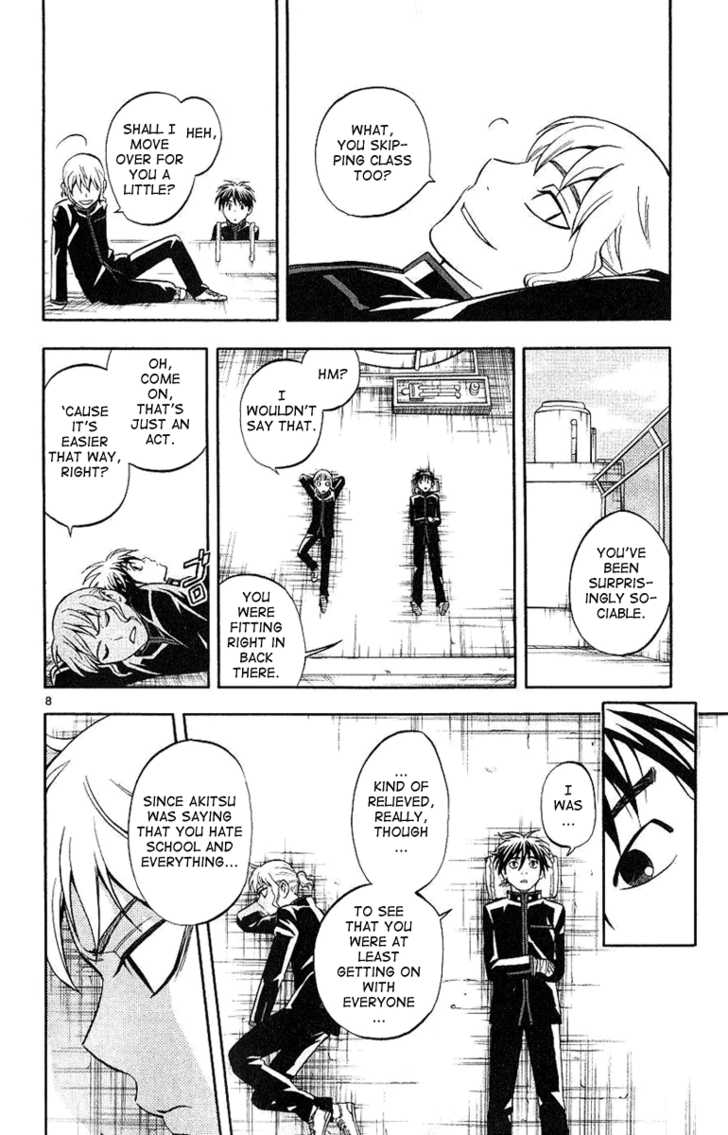 WHAT,
YOU SKIP-
PING CLASS
TOO?
HEH,
SHALL I
MOVE
OVER FOR
YOU A
LITTLE?
YOU'VE
BEEN
SURPRIS-
INGLY SO-
CIABLE.
HM?
I
WOULDN'T
SAY THAT.
YOU
WERE
FITTING
RIGHT IN
BACK
THERE.
OH,
COME
ON,
THAT'S
JUST AN
ACT.
'CAUSE
IT'S
EASIER
THAT WAY,
RIGHT?
ゴロ
8
I
WAS
...
...
KIND OF
RELIEVED,
REALLY,
THOUGH
...
TO SEE
THAT YOU
WERE AT
LEAST
GETTING ON
WITH
EVERYONE
...
SINCE AKITSU
WAS SAYING
THAT YOU HATE
SCHOOL AND
EVERYTHING...